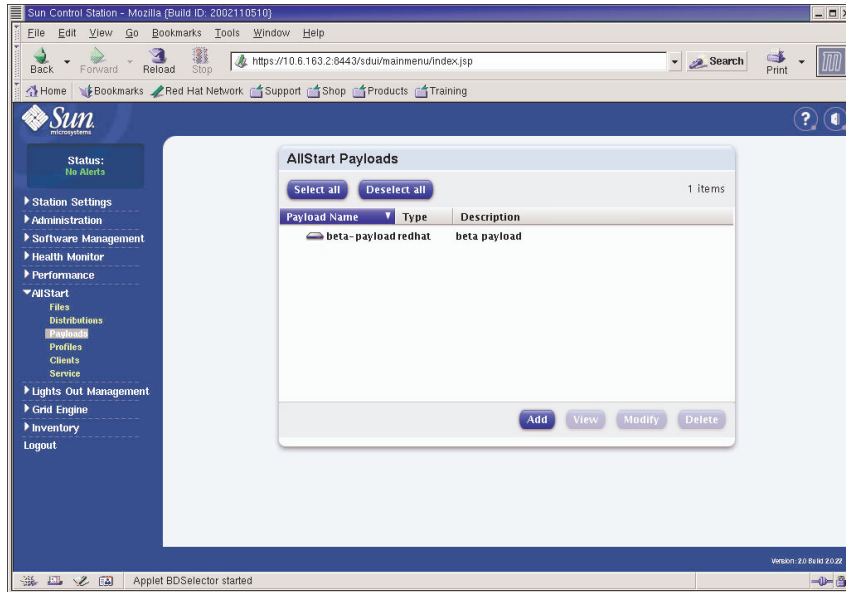 Sun Control Station - Mozilla {Build ID: 2002110510}
File Edit View Go Bookmarks Tools Window Help
Back Forward Reload Stop https://10.6.163.2:8443/sdui/mainmenu/index.jsp Search Print
Home Bookmarks Red Hat Network Support Shop Products Training
Sun
microsystems
?
Status:
No Alerts
Station Settings
Administration
Software Management
Health Monitor
Performance
AllStart
Files
Distributions
Payloads
Profiles
Clients
Service
Lights Out Management
Grid Engine
Inventory
Logout
AllStart Payloads
Select all Deselect all 1 items
Payload Name Type Description
beta-payload redhat beta payload
Add View Modify Delete
Version: 2.0 Build 2022
Applet BDSelector started